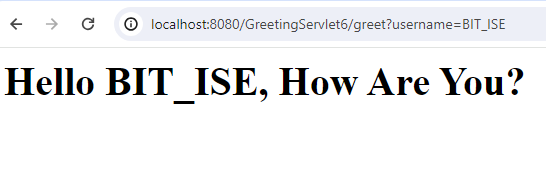 localhost:8080/GreetingServlet6/greet?username=BIT_ISE
Hello BIT_ISE, How Are You?